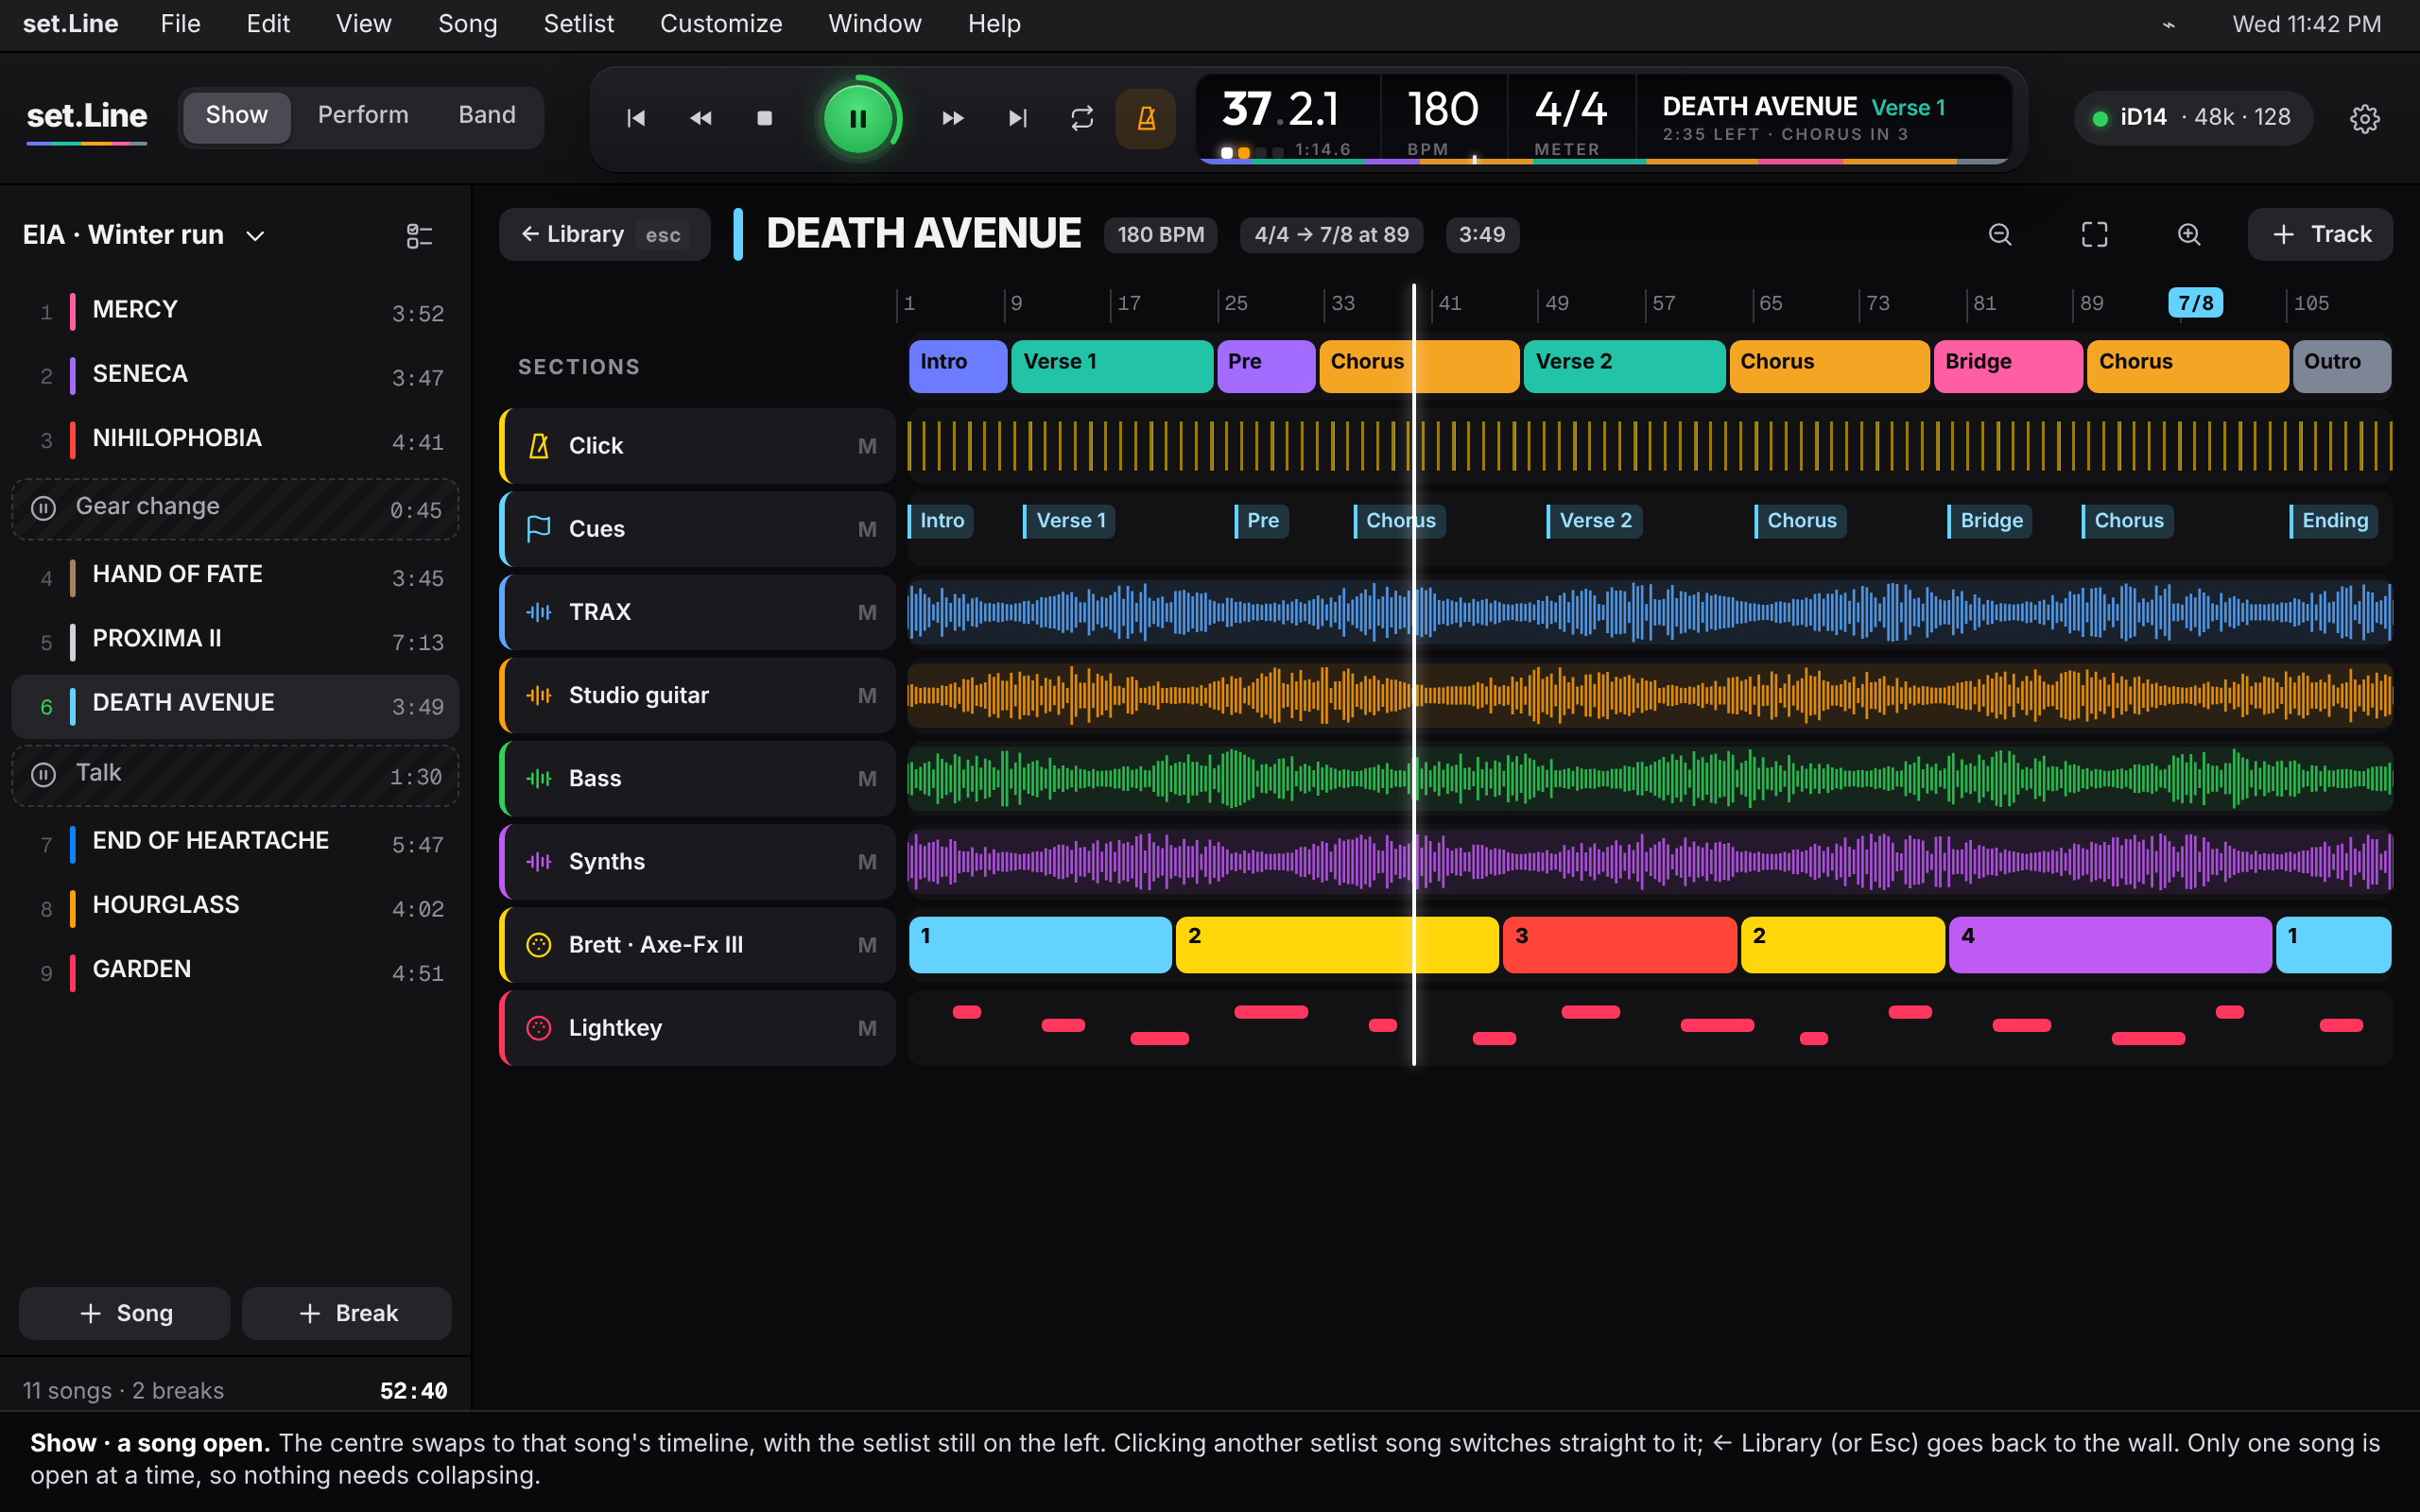 set.Line File Edit View Song Setlist Customize Window Help Wed 11:42 PM
set.Line Show Perform Band
37.2.1 180 4/4 DEATH AVENUE Verse 1
1:14.6 BPM METER 2:35 LEFT · CHORUS IN 3
iD14 · 48k · 128
EIA · Winter run
1 MERCY 3:52
2 SENECA 3:47
3 NIHILOPHOBIA 4:41
Gear change 0:45
4 HAND OF FATE 3:45
5 PROXIMA II 7:13
6 DEATH AVENUE 3:49
Talk 1:30
7 END OF HEARTACHE 5:47
8 HOURGLASS 4:02
9 GARDEN 4:51
+ Song + Break
11 songs · 2 breaks 52:40
← Library esc DEATH AVENUE 180 BPM 4/4 → 7/8 at 89 3:49 + Track
1 9 17 25 33 41 49 57 65 73 81 89 7/8 105
SECTIONS Intro Verse 1 Pre Chorus Verse 2 Chorus Bridge Chorus Outro
Click M
Cues M Intro Verse 1 Pre Chorus Verse 2 Chorus Bridge Chorus Ending
TRAX M
Studio guitar M
Bass M
Synths M
Brett · Axe-Fx III M 1 2 3 2 4 1
Lightkey M
Show · a song open. The centre swaps to that song's timeline, with the setlist still on the left. Clicking another setlist song switches straight to it; ← Library (or Esc) goes back to the wall. Only one song is
open at a time, so nothing needs collapsing.